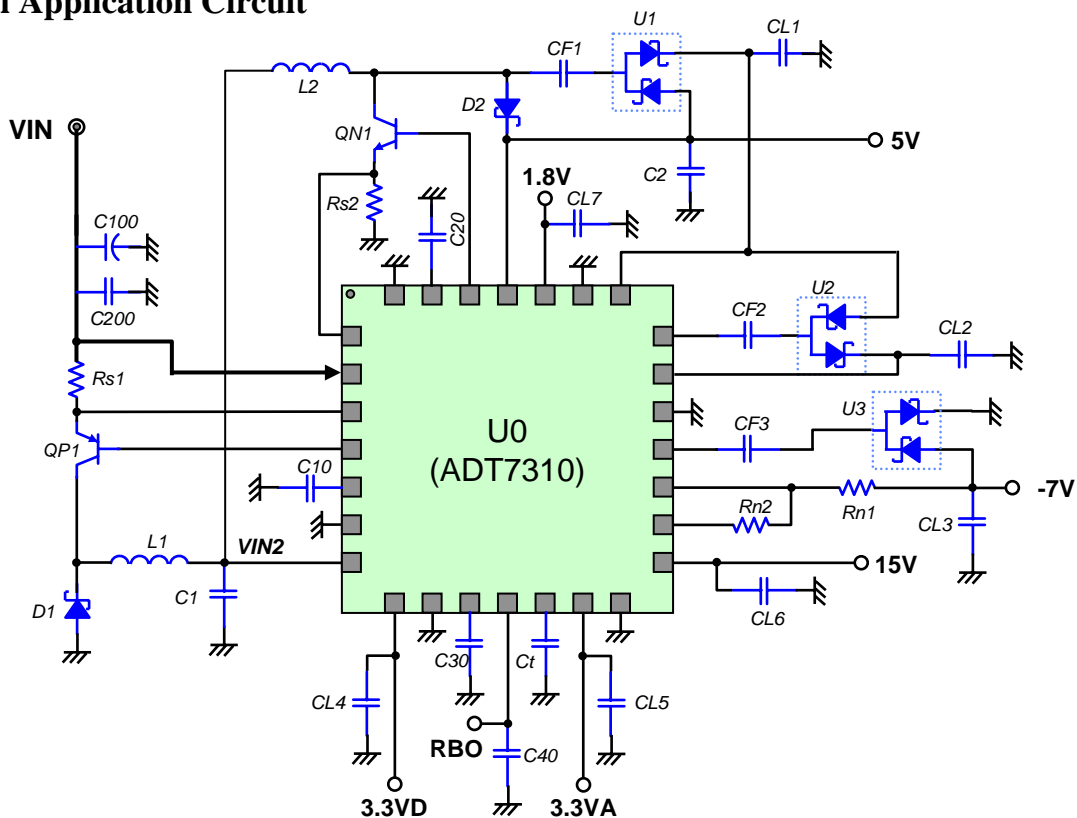 Application Circuit
U1
CL1
CF1
L2
D2
VIN
QN1
5V
C2
1.8V
Rs2
CL7
C20
C100
C200
U2
CF2
CL2
Rs1
U3
U0
(ADT7310)
CF3
QP1
C10
-7V
Rn2
Rn1
CL3
L1
VIN2
15V
C1
D1
CL6
C30
Ct
CL4
CL5
RBO
C40
3.3VD
3.3VA